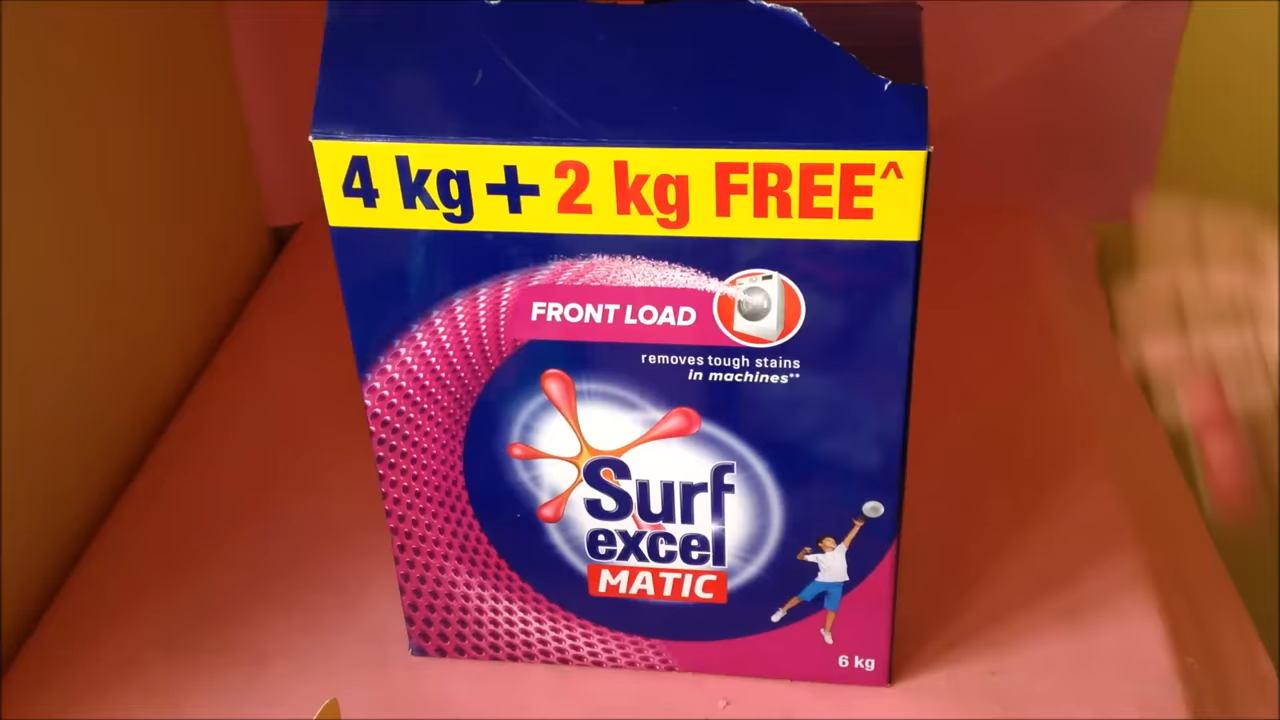 4 kg + 2 kg FREE^
FRONT LOAD
removes tough stains
in machines**
Surf
excel
MATIC
6 kg